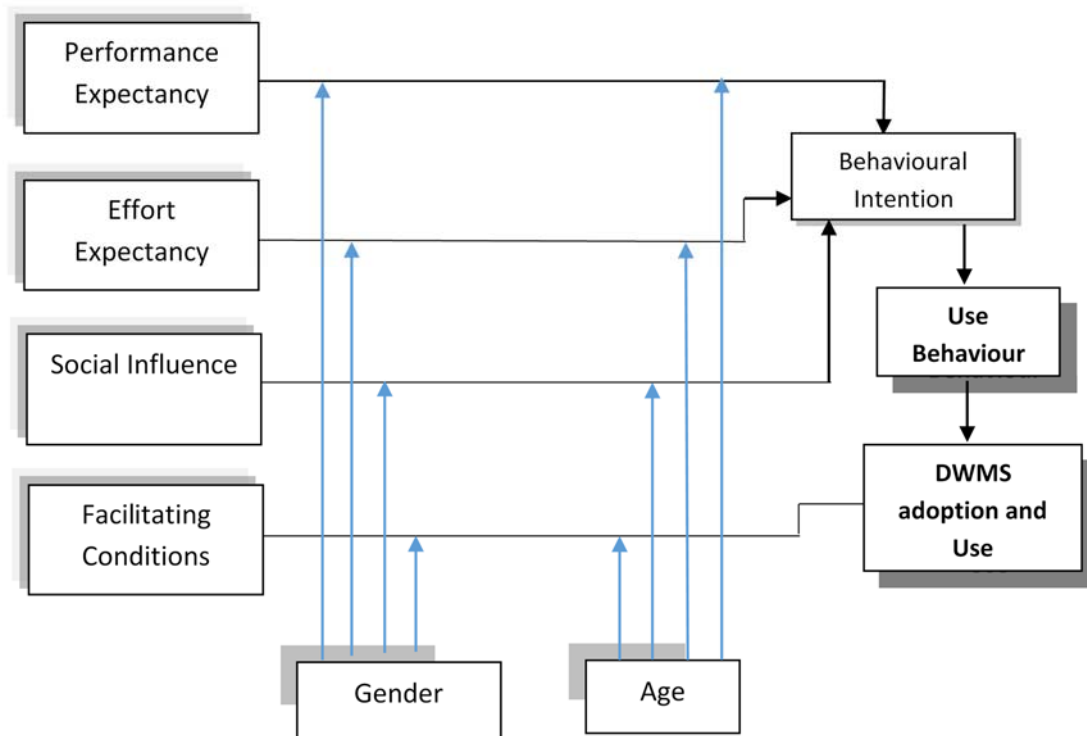 Performance
Expectancy
Behavioural
Intention
Effort
Expectancy
Use
Behaviour
Social Influence
DWMS
adoption and
Use
Facilitating
Conditions
Gender
Age